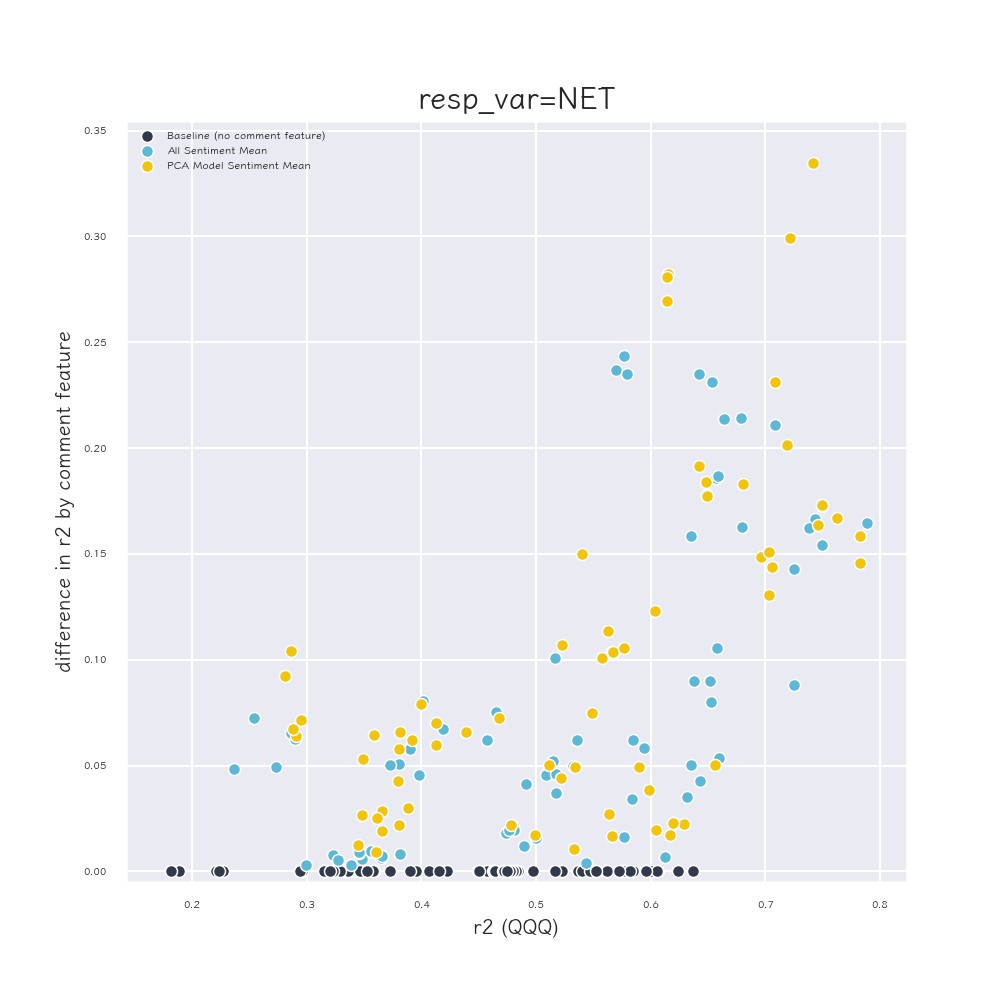 resp_var=NET
Baseline (no comment feature)
All Sentiment Mean
PCA Model Sentiment Mean
difference in r2 by comment feature
0.35
0.30
0.25
0.20
0.15
0.10
0.05
0.00
0.2 0.3 0.4 0.5 0.6 0.7 0.8
r2 (QQQ)